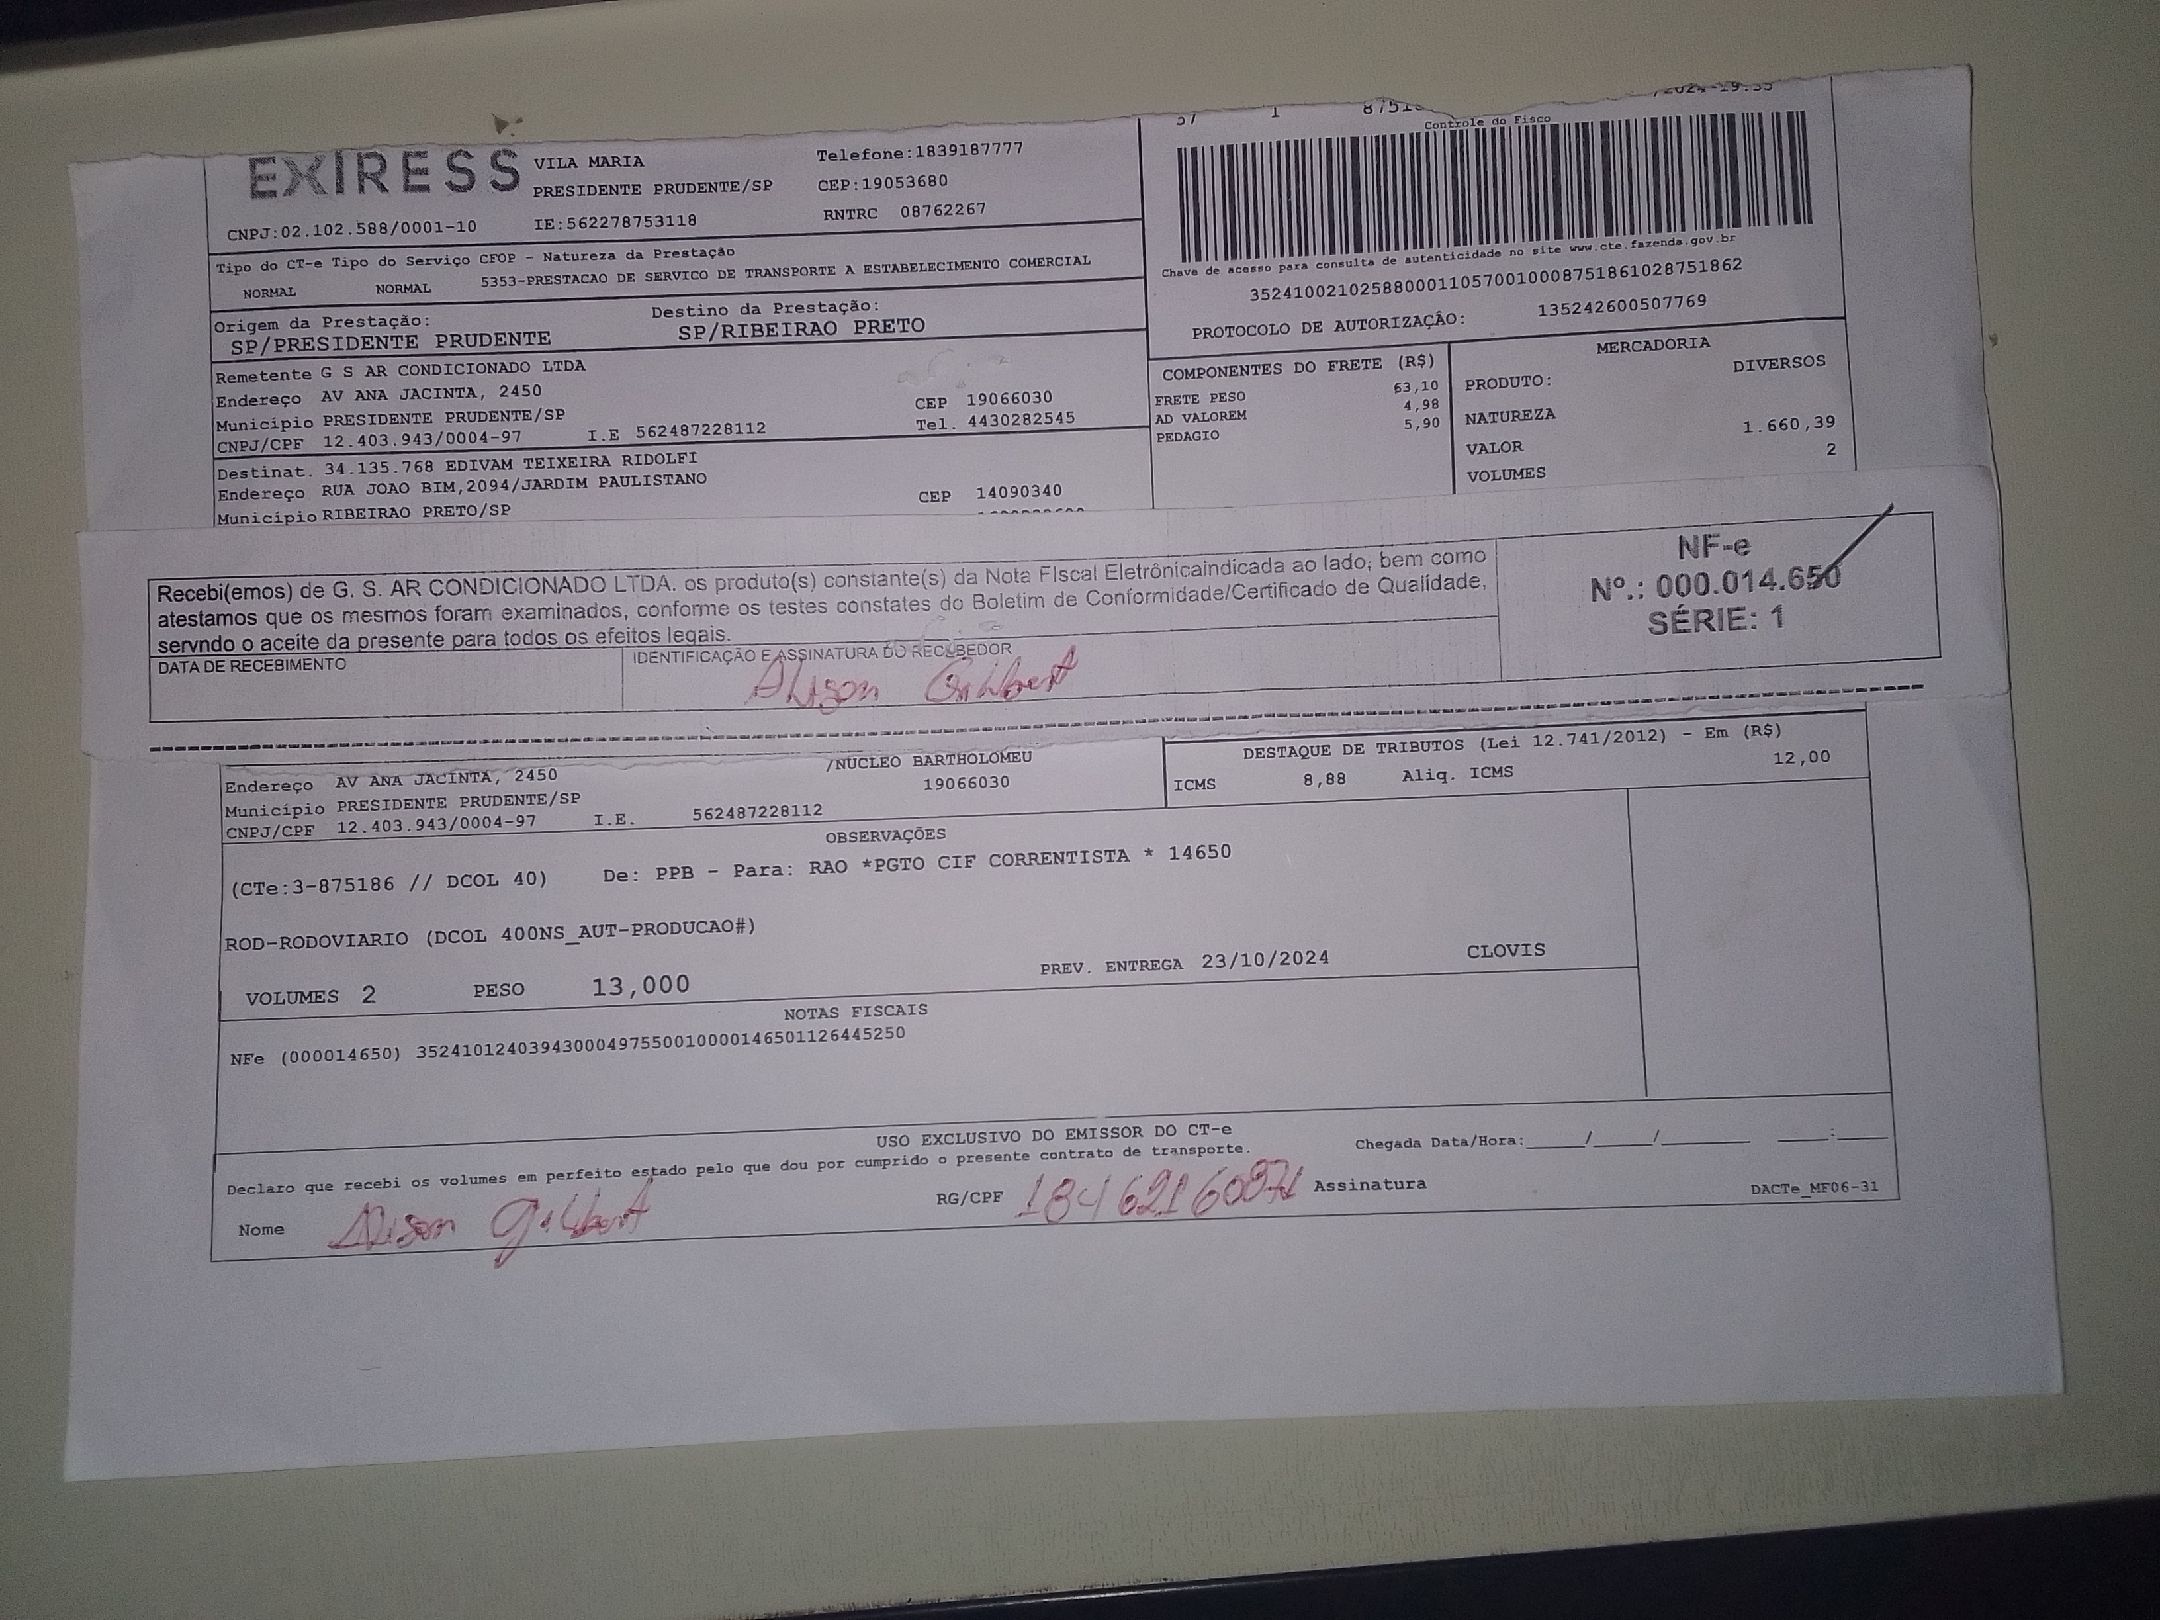 EXIRESS
VILA MARIA Telefone:1839187777
PRESIDENTE PRUDENTE/SP CEP:19053680
CNPJ:02.102.588/0001-10 IE:562278753118 RNTRC 08762267
Tipo do CT-e Tipo do Serviço CFOP - Natureza da Prestação
NORMAL NORMAL 5353-PRESTACAO DE SERVICO DE TRANSPORTE A ESTABELECIMENTO COMERCIAL
Origem da Prestação: Destino da Prestação:
SP/PRESIDENTE PRUDENTE SP/RIBEIRAO PRETO
Remetente G S AR CONDICIONADO LTDA
Endereço AV ANA JACINTA, 2450
Município PRESIDENTE PRUDENTE/SP CEP 19066030
CNPJ/CPF 12.403.943/0004-97 I.E 562487228112 Tel. 4430282545
Destinat. 34.135.768 EDIVAM TEIXEIRA RIDOLFI
Endereço RUA JOAO BIM,2094/JARDIM PAULISTANO
Município RIBEIRAO PRETO/SP CEP 14090340
57 1
Controle do Fisco
Chave de acesso para consulta de autenticidade no site www.cte.fazenda.gov.br
35241002102588000110570010008751861028751862
PROTOCOLO DE AUTORIZAÇÃO: 135242600507769
COMPONENTES DO FRETE (R$)
FRETE PESO 63,10
AD VALOREM 4,98
PEDAGIO 5,90
MERCADORIA
PRODUTO: DIVERSOS
NATUREZA
VALOR 1.660,39
VOLUMES 2
Recebi(emos) de G. S. AR CONDICIONADO LTDA. os produto(s) constante(s) da Nota FIscal Eletrônicaindicada ao lado, bem como
atestamos que os mesmos foram examinados, conforme os testes constates do Boletim de Conformidade/Certificado de Qualidade,
servndo o aceite da presente para todos os efeitos legais.
DATA DE RECEBIMENTO IDENTIFICAÇÃO E ASSINATURA DO RECEBEDOR
Alison Gilbert
NF-e
Nº.: 000.014.650
SÉRIE: 1
Endereço AV ANA JACINTA, 2450 /NUCLEO BARTHOLOMEU
Município PRESIDENTE PRUDENTE/SP 19066030
CNPJ/CPF 12.403.943/0004-97 I.E. 562487228112
DESTAQUE DE TRIBUTOS (Lei 12.741/2012) - Em (R$)
ICMS 8,88 Aliq. ICMS 12,00
OBSERVAÇÕES
(CTe:3-875186 // DCOL 40) De: PPB - Para: RAO *PGTO CIF CORRENTISTA * 14650
ROD-RODOVIARIO (DCOL 400NS_AUT-PRODUCAO#)
VOLUMES 2 PESO 13,000 PREV. ENTREGA 23/10/2024 CLOVIS
NOTAS FISCAIS
NFe (000014650) 35241012403943000497550010000146501126445250
USO EXCLUSIVO DO EMISSOR DO CT-e
Declaro que recebi os volumes em perfeito estado pelo que dou por cumprido o presente contrato de transporte. Chegada Data/Hora:_____/_____/_______ ____:____
Nome Alison Gilbert RG/CPF Assinatura DACTe_MF06-31